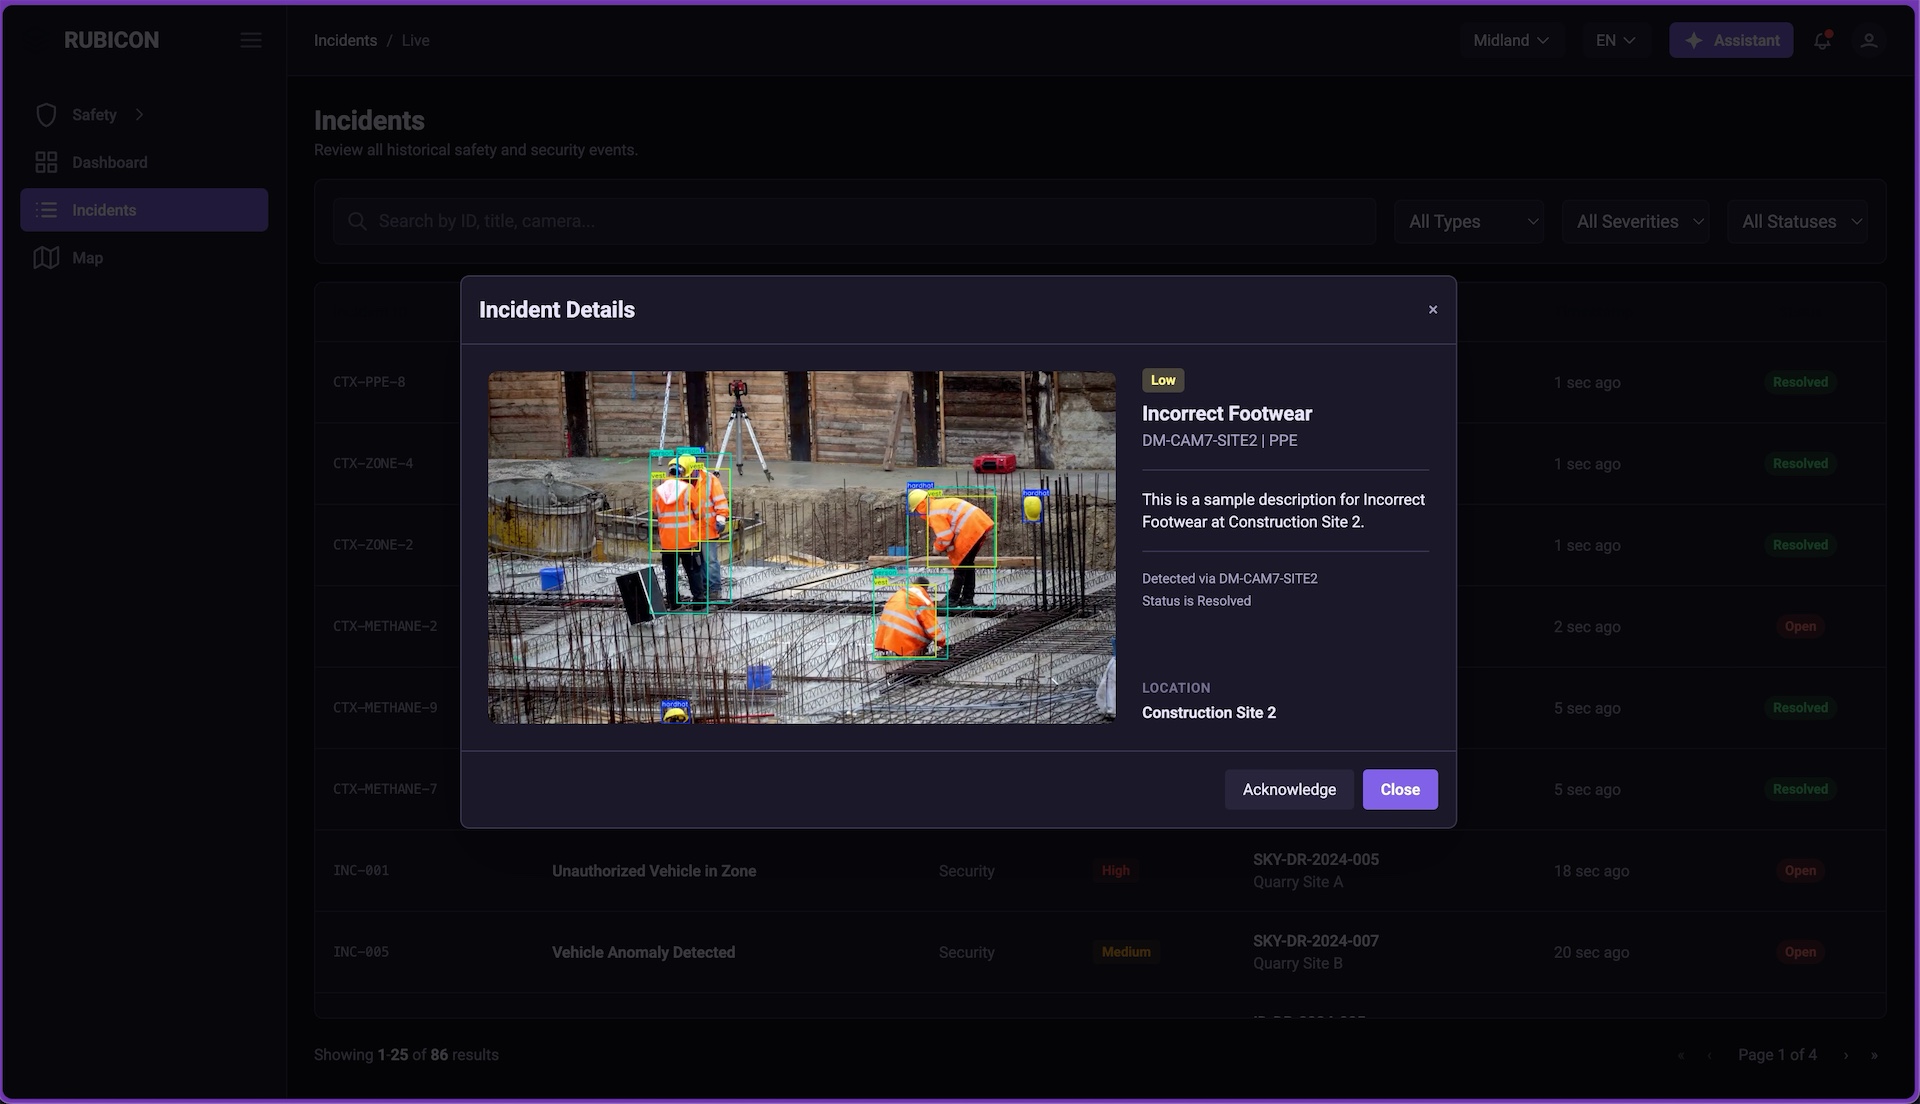 RUBICON
Incidents / Live
Midland
EN
Assistant
Safety
Dashboard
Incidents
Map
Incidents
Review all historical safety and security events.
Search by ID, title, camera...
All Types
All Severities
All Statuses
Incident Details
×
Low
Incorrect Footwear
DM-CAM7-SITE2 | PPE
This is a sample description for Incorrect
Footwear at Construction Site 2.
Detected via DM-CAM7-SITE2
Status is Resolved
LOCATION
Construction Site 2
Acknowledge
Close
vest
vest
hardhat
vest
hardhat
person
vest
hardhat
CTX-PPE-8
1 sec ago
Resolved
CTX-ZONE-4
1 sec ago
Resolved
CTX-ZONE-2
1 sec ago
Resolved
CTX-METHANE-2
2 sec ago
Open
CTX-METHANE-9
5 sec ago
Resolved
CTX-METHANE-7
5 sec ago
Resolved
INC-001
Unauthorized Vehicle in Zone
Security
High
SKY-DR-2024-005
Quarry Site A
18 sec ago
Open
INC-005
Vehicle Anomaly Detected
Security
Medium
SKY-DR-2024-007
Quarry Site B
20 sec ago
Open
Showing 1-25 of 86 results
« ‹ Page 1 of 4 › »